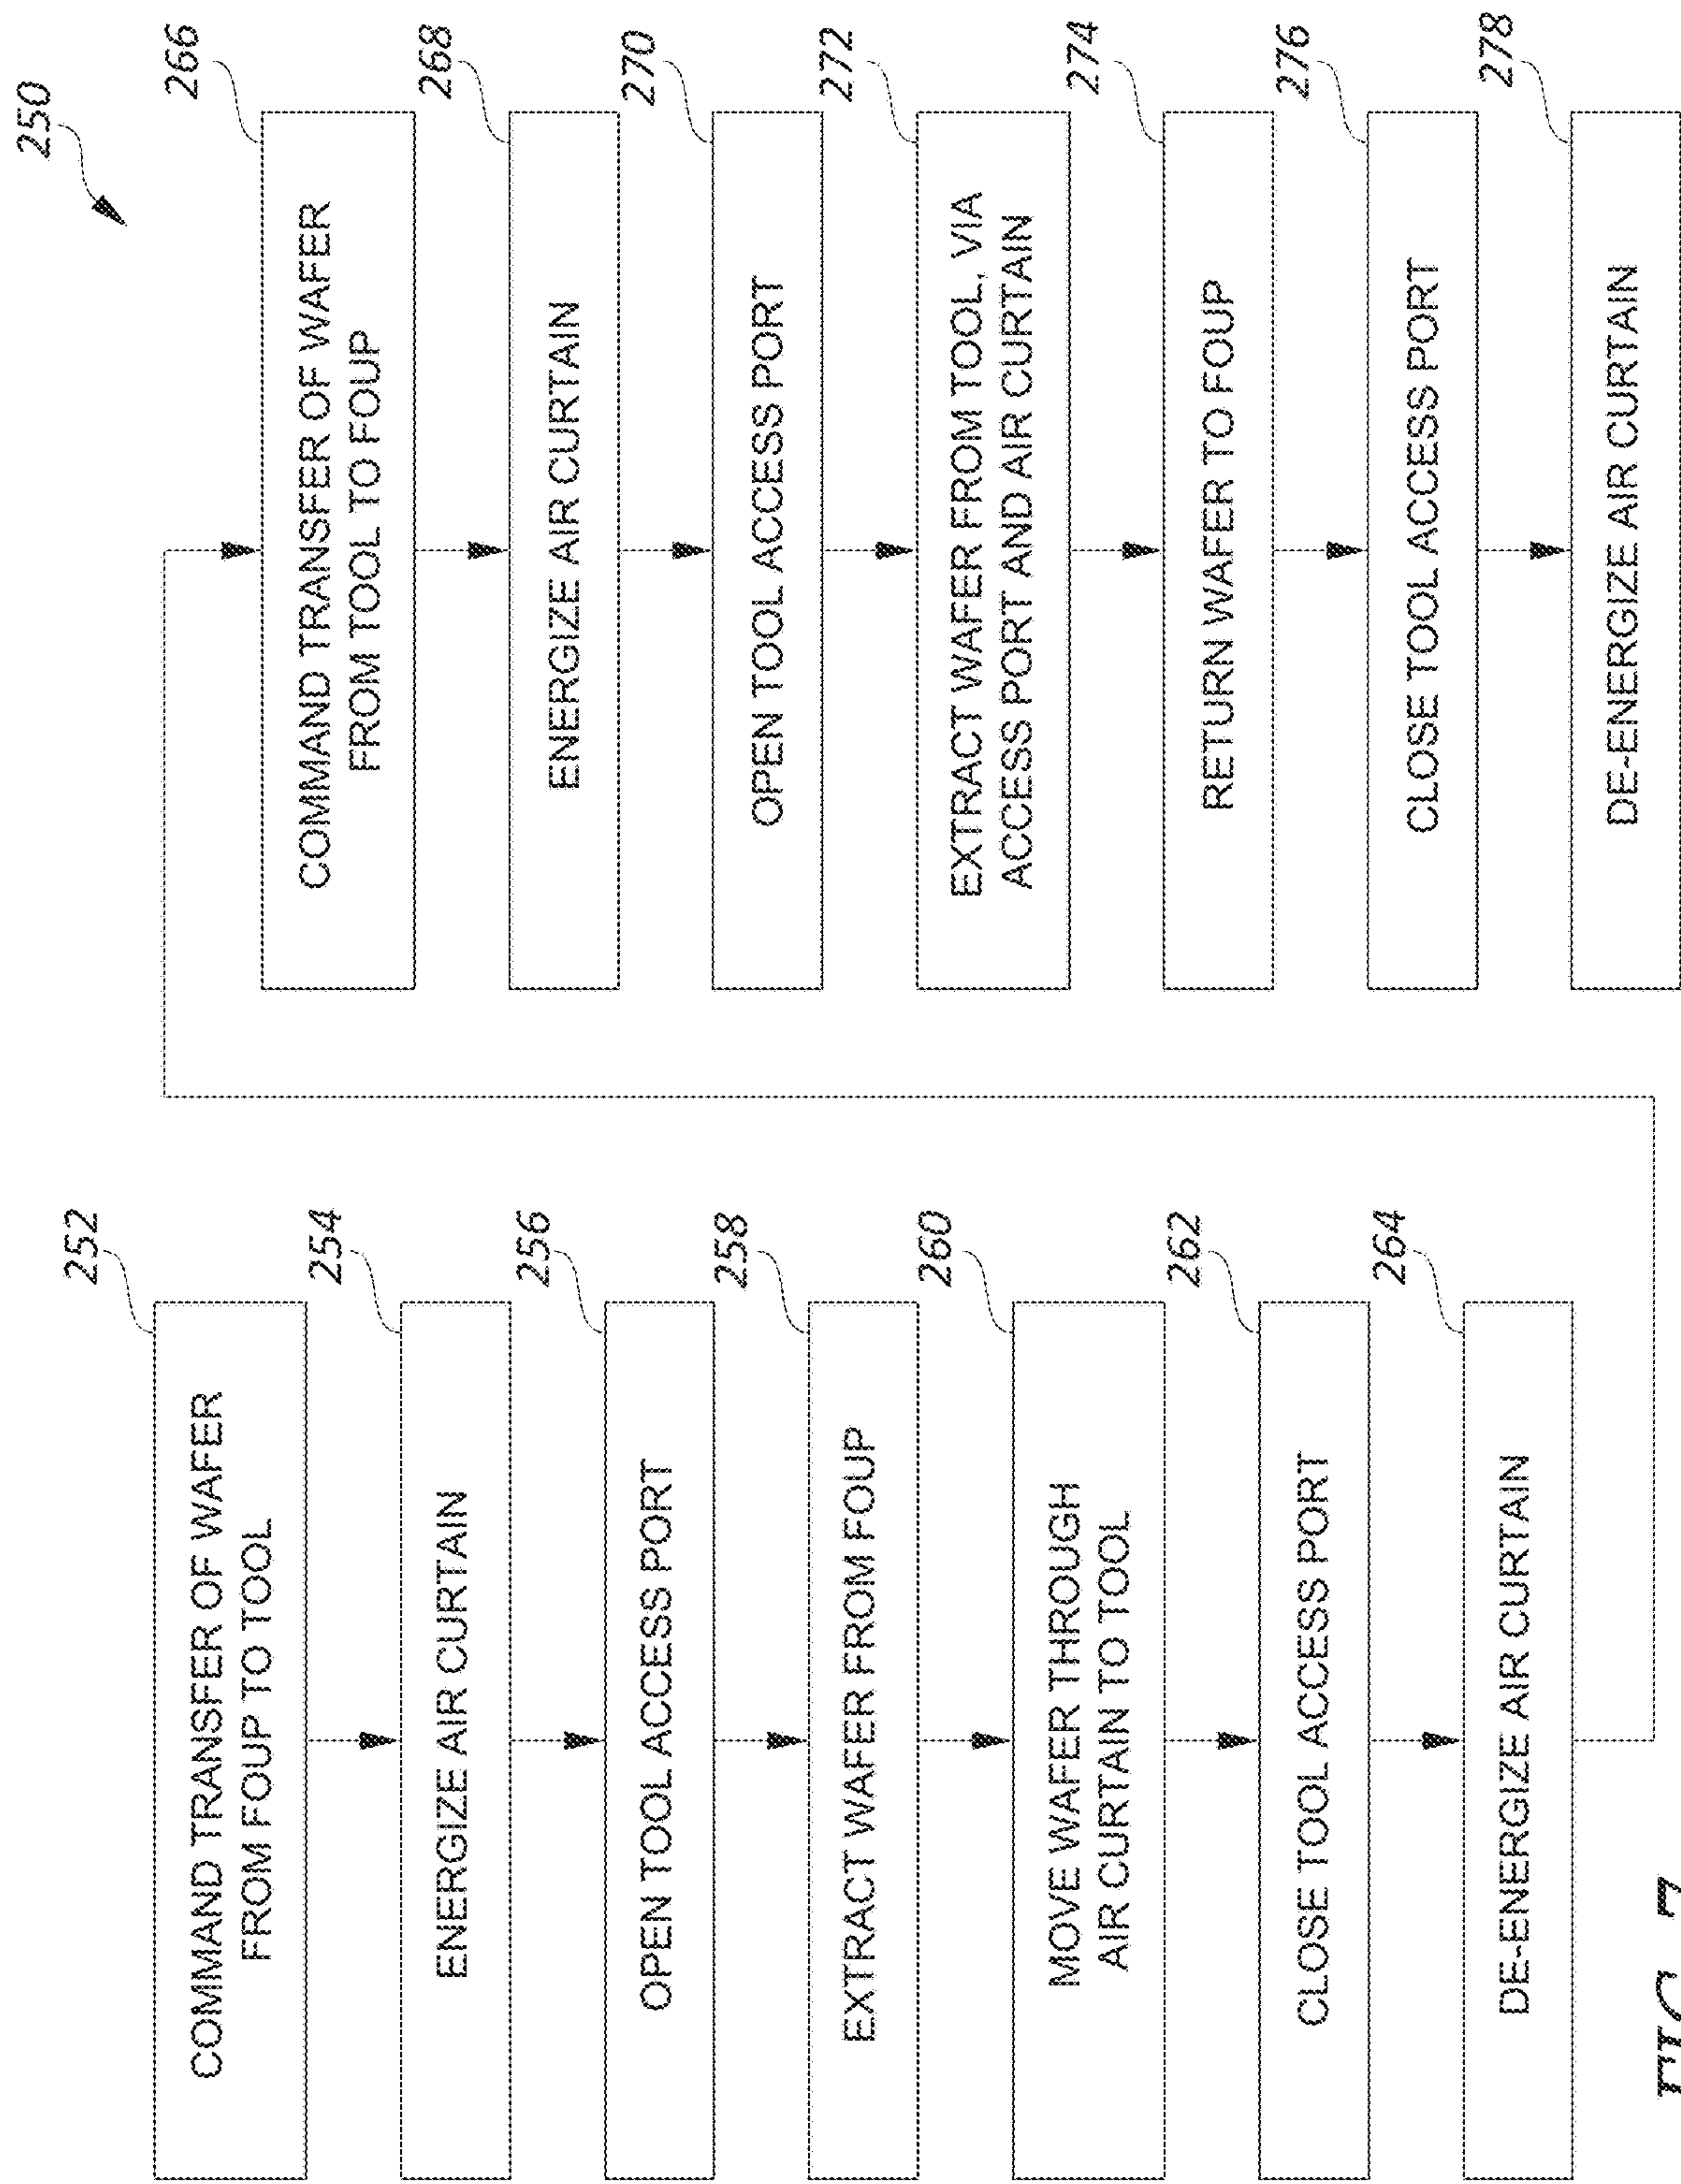 250
252
COMMAND TRANSFER OF WAFER
FROM FOUP TO TOOL
254
ENERGIZE AIR CURTAIN
256
OPEN TOOL ACCESS PORT
258
EXTRACT WAFER FROM FOUP
260
MOVE WAFER THROUGH
AIR CURTAIN TO TOOL
262
CLOSE TOOL ACCESS PORT
264
DE-ENERGIZE AIR CURTAIN
266
COMMAND TRANSFER OF WAFER
FROM TOOL TO FOUP
268
ENERGIZE AIR CURTAIN
270
OPEN TOOL ACCESS PORT
272
EXTRACT WAFER FROM TOOL, VIA
ACCESS PORT AND AIR CURTAIN
274
RETURN WAFER TO FOUP
276
CLOSE TOOL ACCESS PORT
278
DE-ENERGIZE AIR CURTAIN
FIG. 7